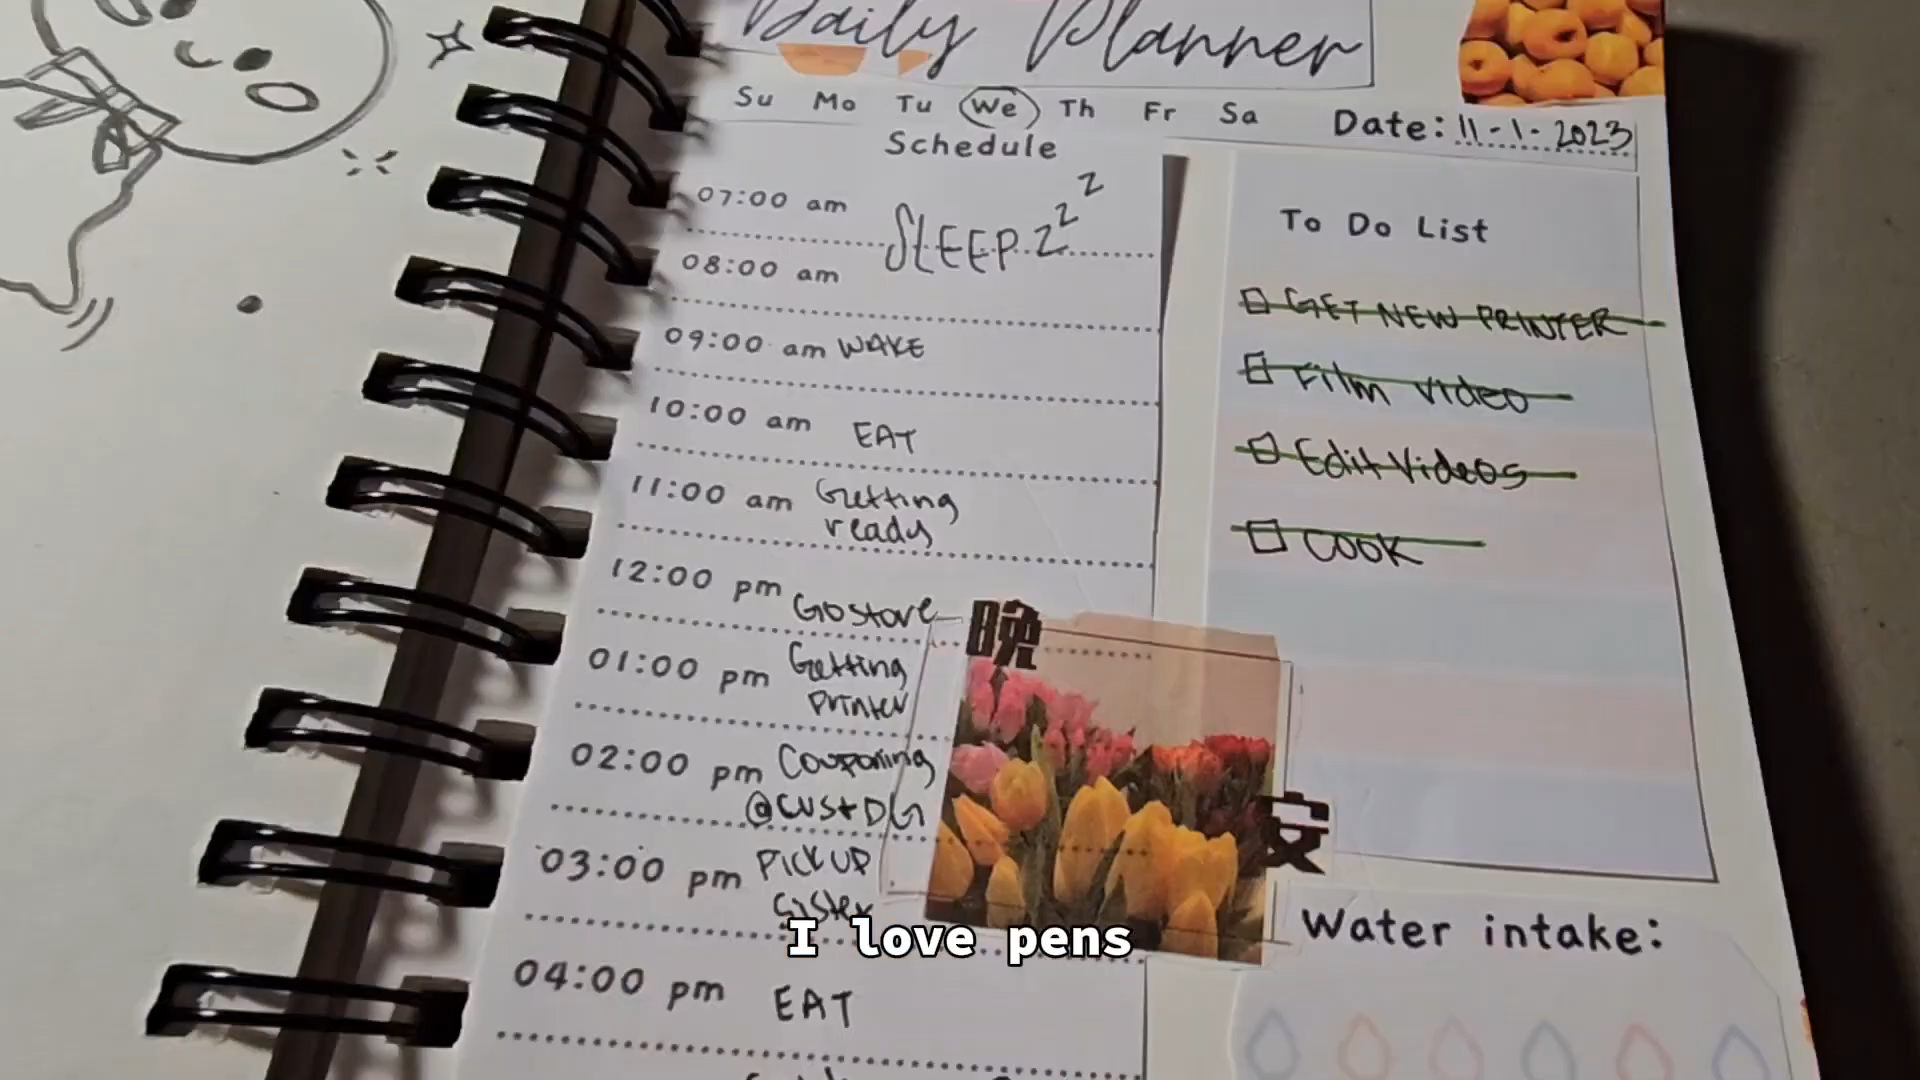 Daily Planner
Su Mo Tu We Th Fr Sa
Date: 11-1-2023
Schedule
07:00 am SLEEP z z z
08:00 am
09:00 am WAKE
10:00 am EAT
11:00 am Getting
ready
12:00 pm Go store
01:00 pm Getting
printer
02:00 pm Couponing
@CVS + DG
03:00 pm PICK UP
sister
04:00 pm EAT
To Do List
GET NEW PRINTER
Film video
Edit Videos
COOK
晚
安
Water intake:
I love pens